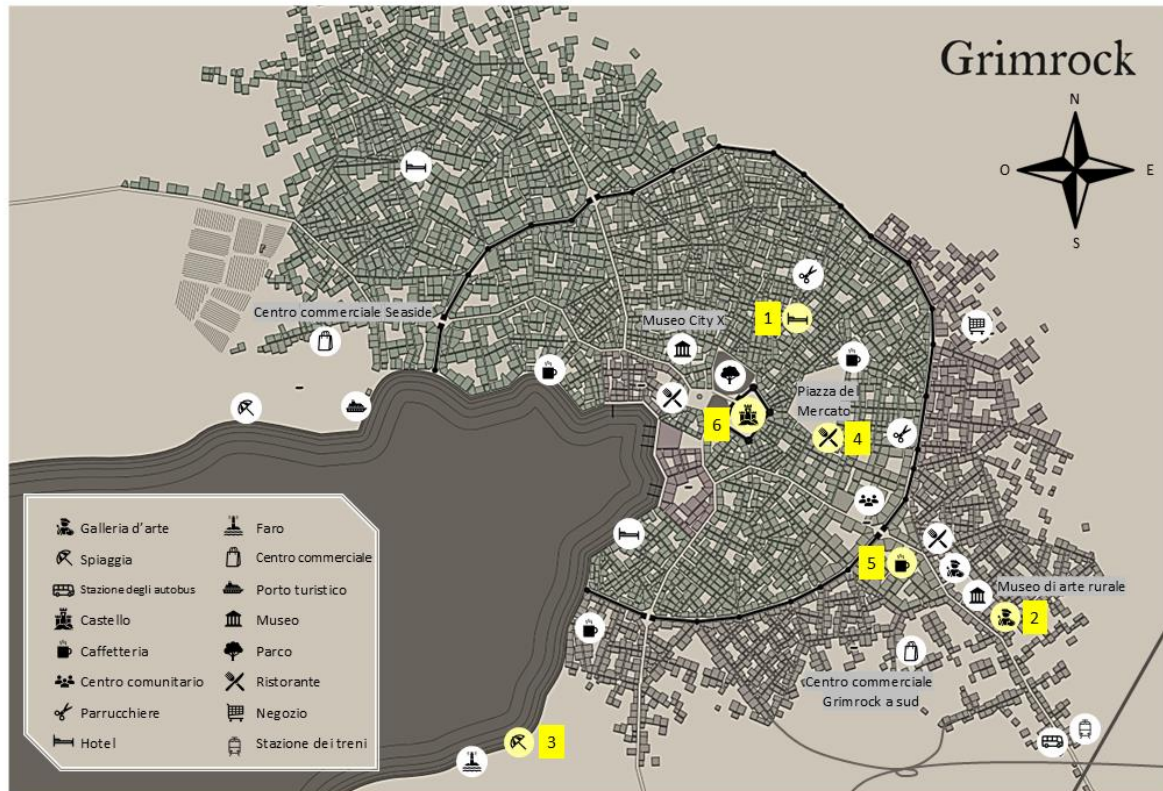 Grimrock
N
O
E
S
Centro commerciale Seaside
Museo City X
1
Piazza del
Mercato
6
4
5
Museo di arte rurale
2
Centro commerciale
Grimrock a sud
3
Galleria d'arte
Spiaggia
Stazione degli autobus
Castello
Caffetteria
Centro comunitario
Parrucchiere
Hotel
Faro
Centro commerciale
Porto turistico
Museo
Parco
Ristorante
Negozio
Stazione dei treni